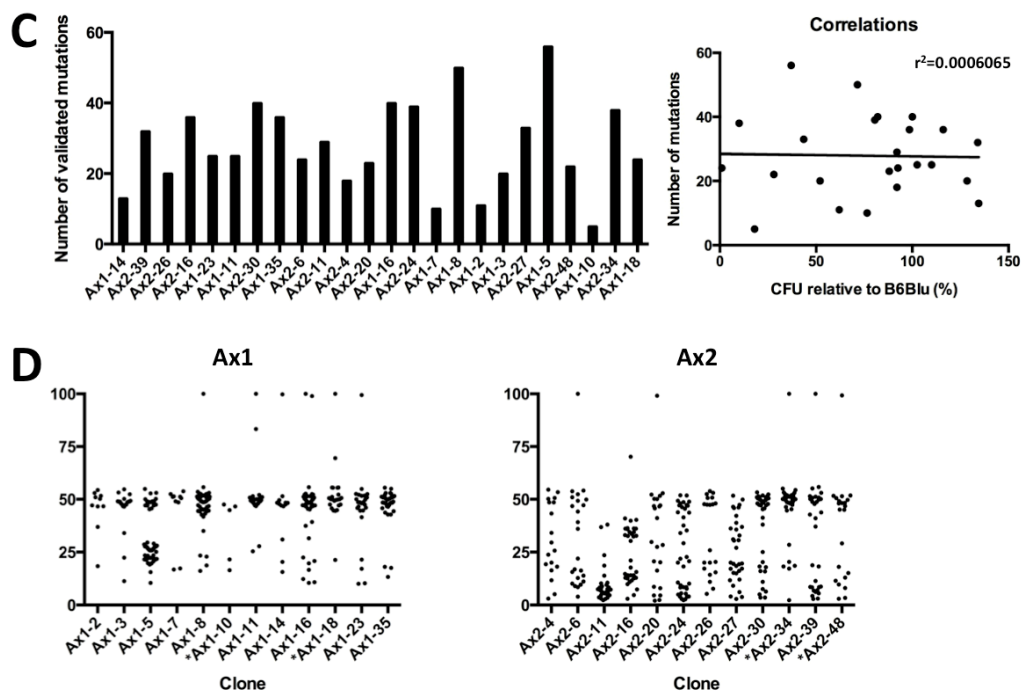 C
Number of validated mutations
60
40
20
0
Ax1-14
Ax2-39
Ax2-26
Ax2-16
Ax1-23
Ax1-11
Ax2-30
Ax1-35
Ax2-6
Ax2-11
Ax2-4
Ax2-20
Ax1-16
Ax2-24
Ax1-7
Ax1-8
Ax1-2
Ax1-3
Ax2-27
Ax1-5
Ax2-48
Ax1-10
Ax2-34
Ax1-18
Correlations
r²=0.0006065
Number of mutations
60
40
20
0
0
50
100
150
CFU relative to B6Blu (%)
D
Ax1
100
75
50
25
0
Ax1-2
Ax1-3
Ax1-5
Ax1-7
Ax1-8
*Ax1-10
Ax1-11
Ax1-14
Ax1-16
*Ax1-18
Ax1-23
Ax1-35
Clone
Ax2
100
75
50
25
0
Ax2-4
Ax2-6
Ax2-11
Ax2-16
Ax2-20
Ax2-24
Ax2-26
Ax2-27
Ax2-30
*Ax2-34
Ax2-39
*Ax2-48
Clone